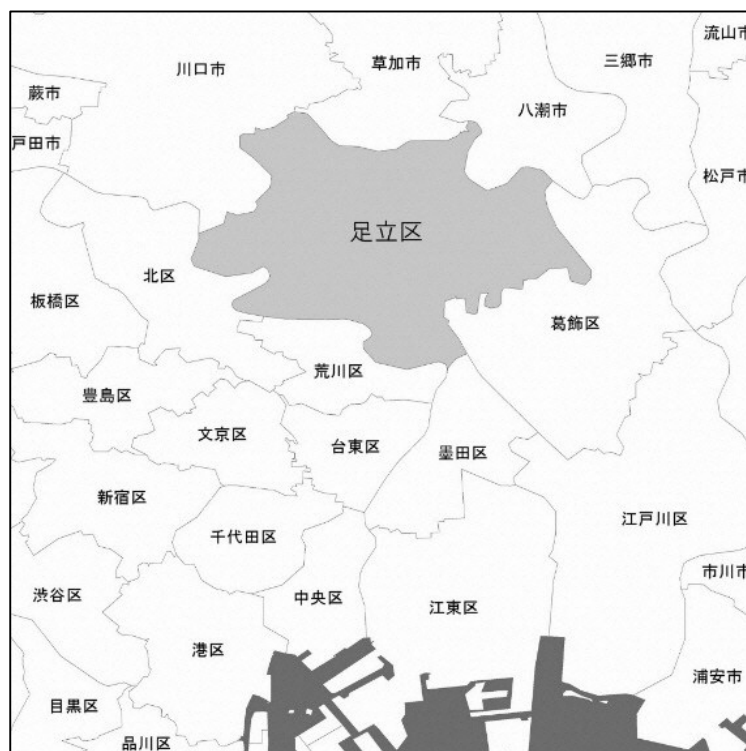 流山市
草加市
三郷市
川口市
蕨市
八潮市
戸田市
松戸市
足立区
北区
板橋区
葛飾区
荒川区
豊島区
文京区
台東区
墨田区
新宿区
江戸川区
千代田区
市川市
渋谷区
中央区
江東区
港区
浦安市
目黒区
品川区